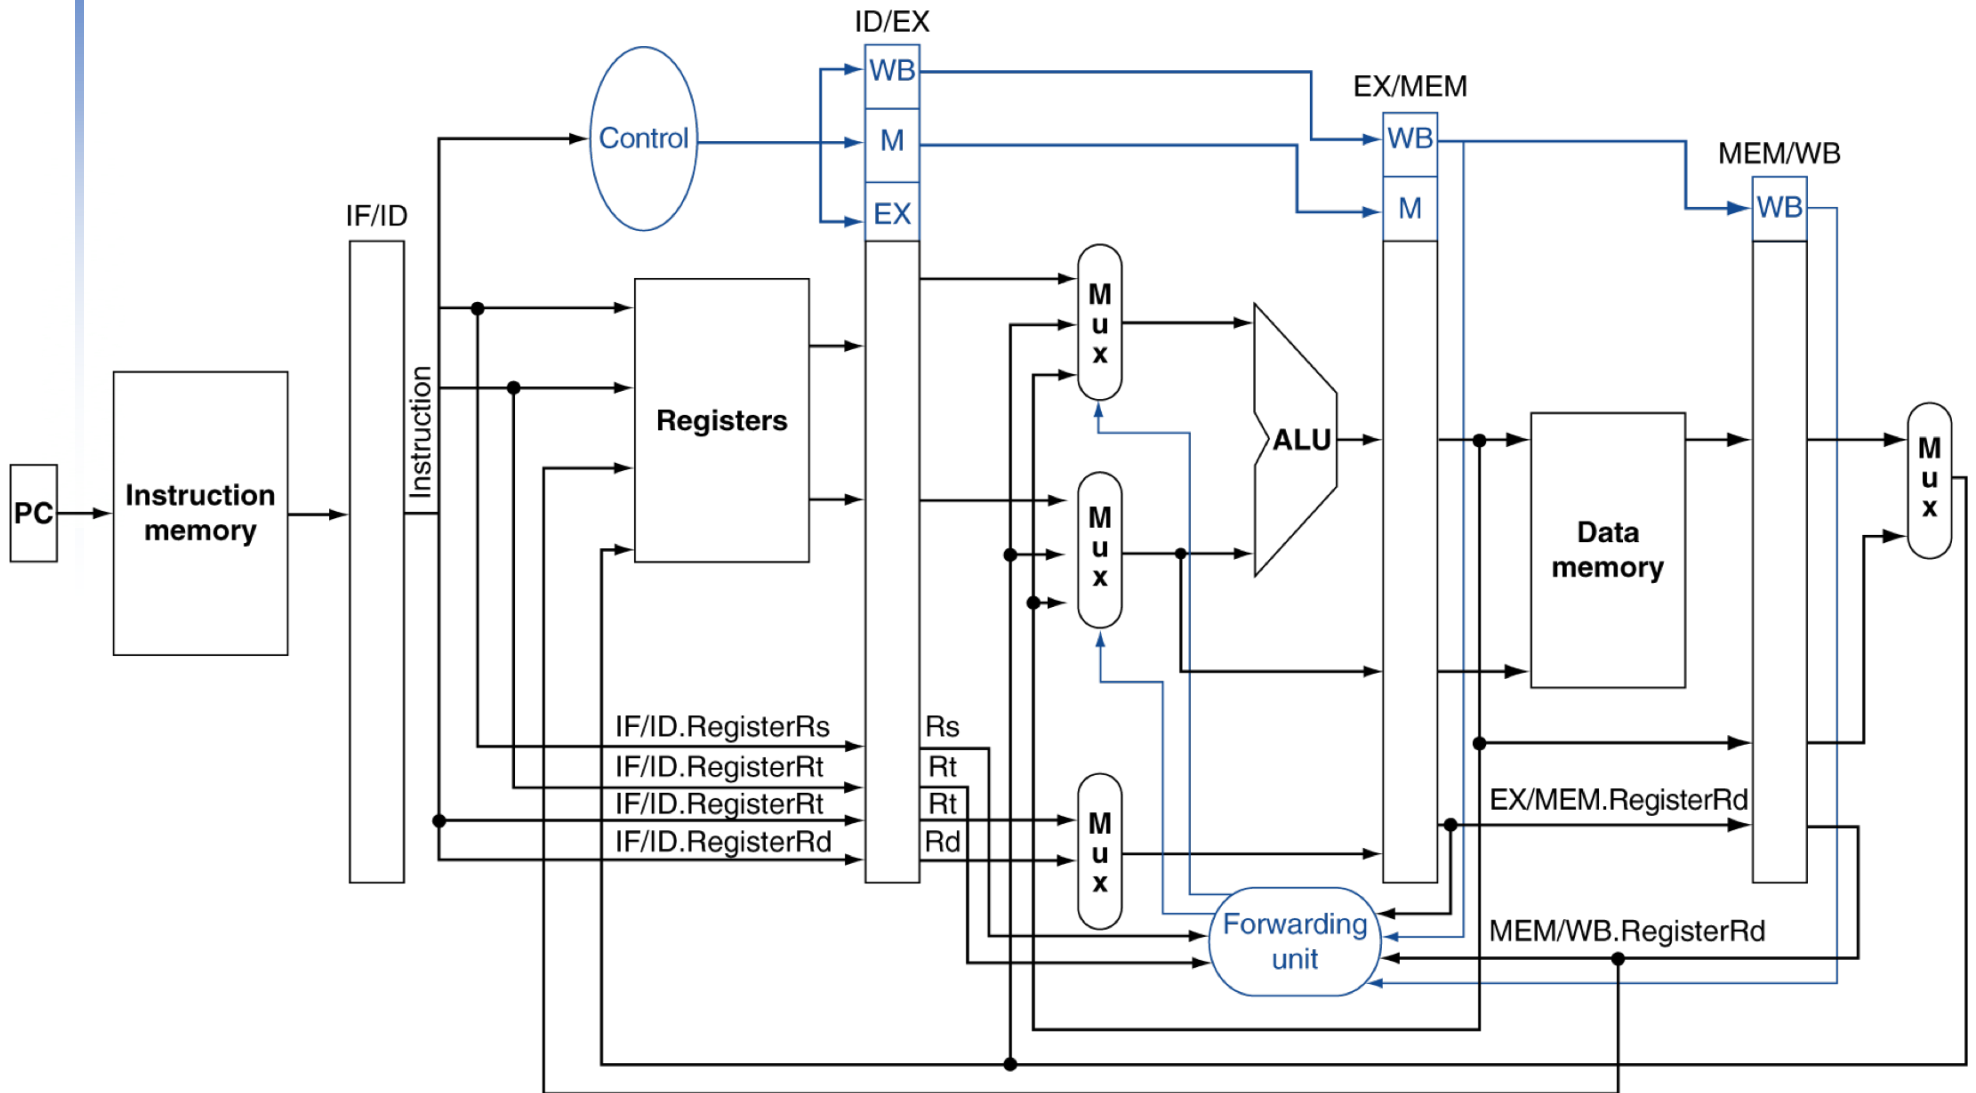 ID/EX
WB
EX/MEM
Control
M
WB
MEM/WB
IF/ID
EX
M
WB
Instruction
M
u
x
Registers
ALU
M
u
x
PC
Instruction
memory
M
u
x
Data
memory
IF/ID.RegisterRs
Rs
IF/ID.RegisterRt
Rt
IF/ID.RegisterRt
Rt
EX/MEM.RegisterRd
IF/ID.RegisterRd
Rd
M
u
x
Forwarding
unit
MEM/WB.RegisterRd